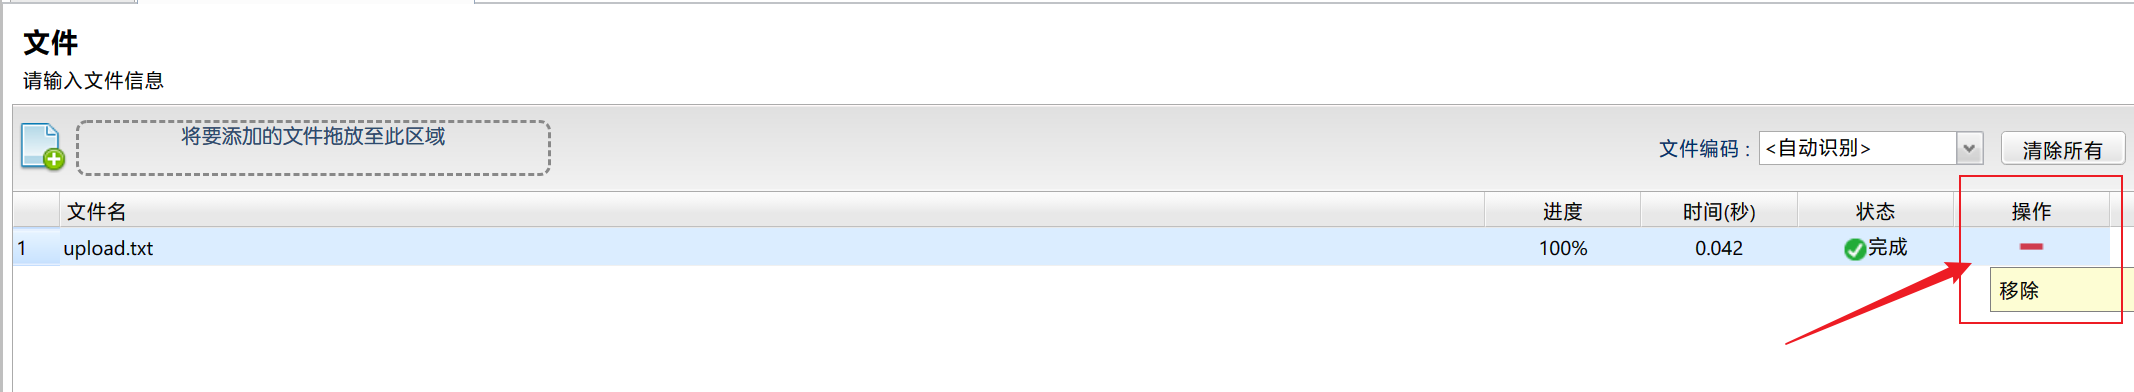 文件
请输入文件信息
将要添加的文件拖放至此区域
文件编码 : <自动识别> 清除所有
文件名 进度 时间(秒) 状态 操作
1 upload.txt 100% 0.042 完成
移除